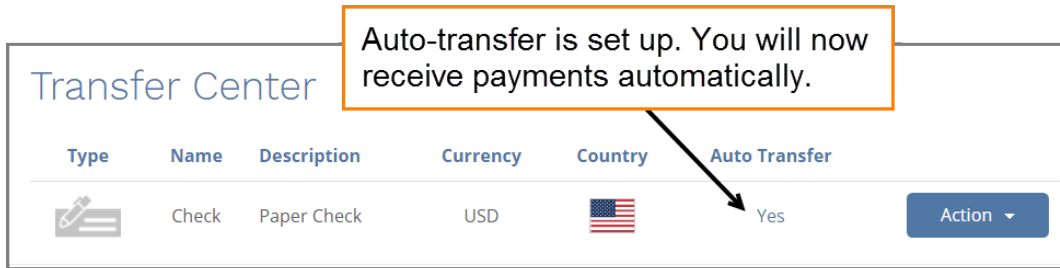 Auto-transfer is set up. You will now
receive payments automatically.
Transfer Center
Type Name Description Currency Country Auto Transfer
Check Paper Check USD Yes Action